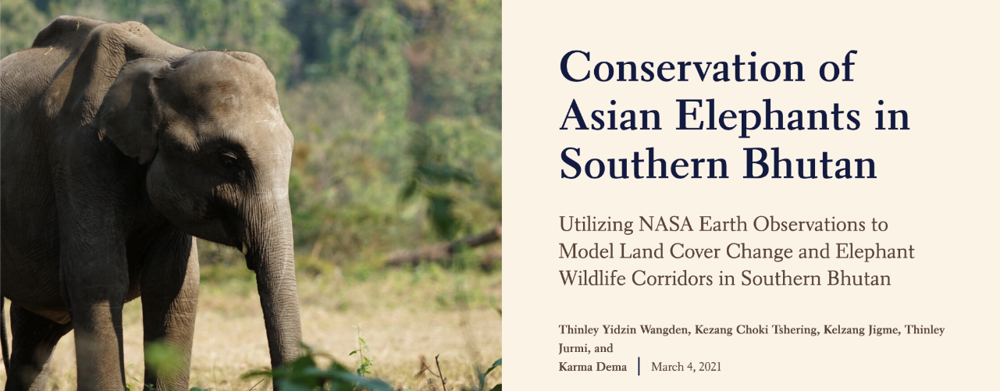 Conservation of
Asian Elephants in
Southern Bhutan
Utilizing NASA Earth Observations to
Model Land Cover Change and Elephant
Wildlife Corridors in Southern Bhutan
Thinley Yidzin Wangden, Kezang Choki Tshering, Kelzang Jigme, Thinley
Jurmi, and
Karma Dema | March 4, 2021